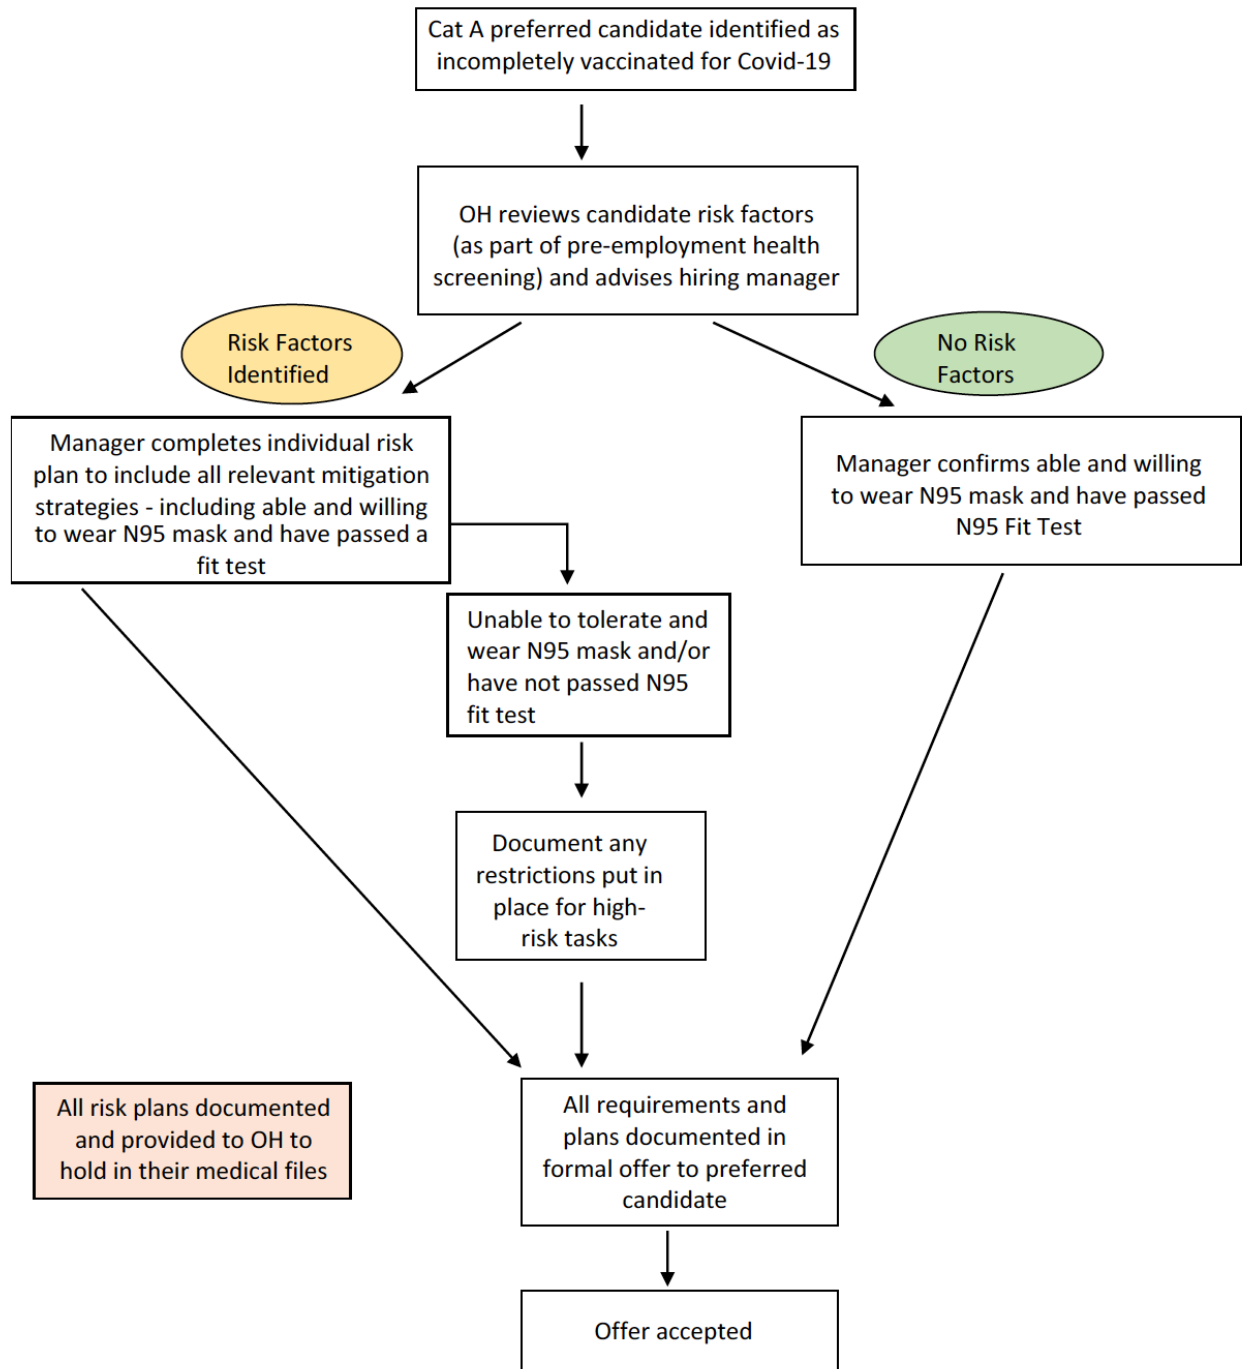 Cat A preferred candidate identified as
incompletely vaccinated for Covid-19
OH reviews candidate risk factors
(as part of pre-employment health
screening) and advises hiring manager
Risk Factors
Identified
No Risk
Factors
Manager completes individual risk
plan to include all relevant mitigation
strategies - including able and willing
to wear N95 mask and have passed a
fit test
Manager confirms able and willing
to wear N95 mask and have passed
N95 Fit Test
Unable to tolerate and
wear N95 mask and/or
have not passed N95
fit test
Document any
restrictions put in
place for high-
risk tasks
All risk plans documented
and provided to OH to
hold in their medical files
All requirements and
plans documented in
formal offer to preferred
candidate
Offer accepted